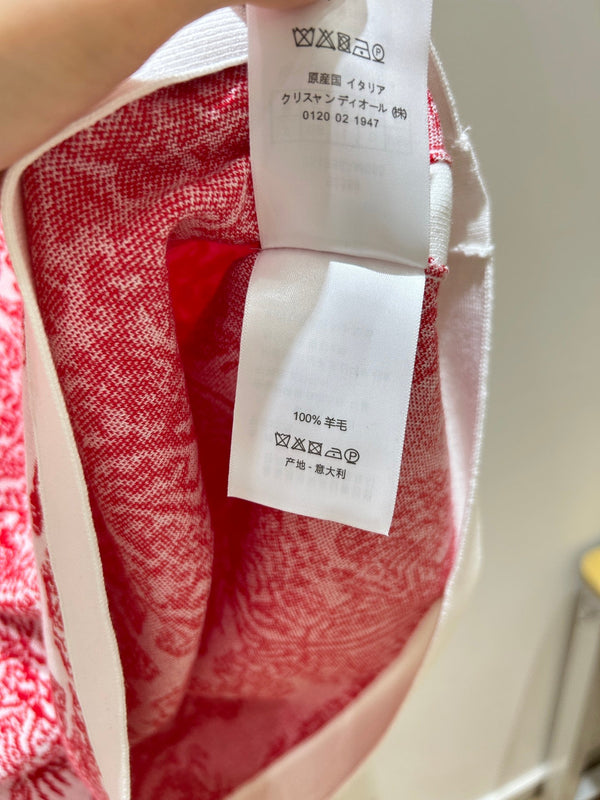 原産国 イタリア
クリスチャン ディオール ㈱
0120 02 1947
100% 羊毛
产地 - 意大利